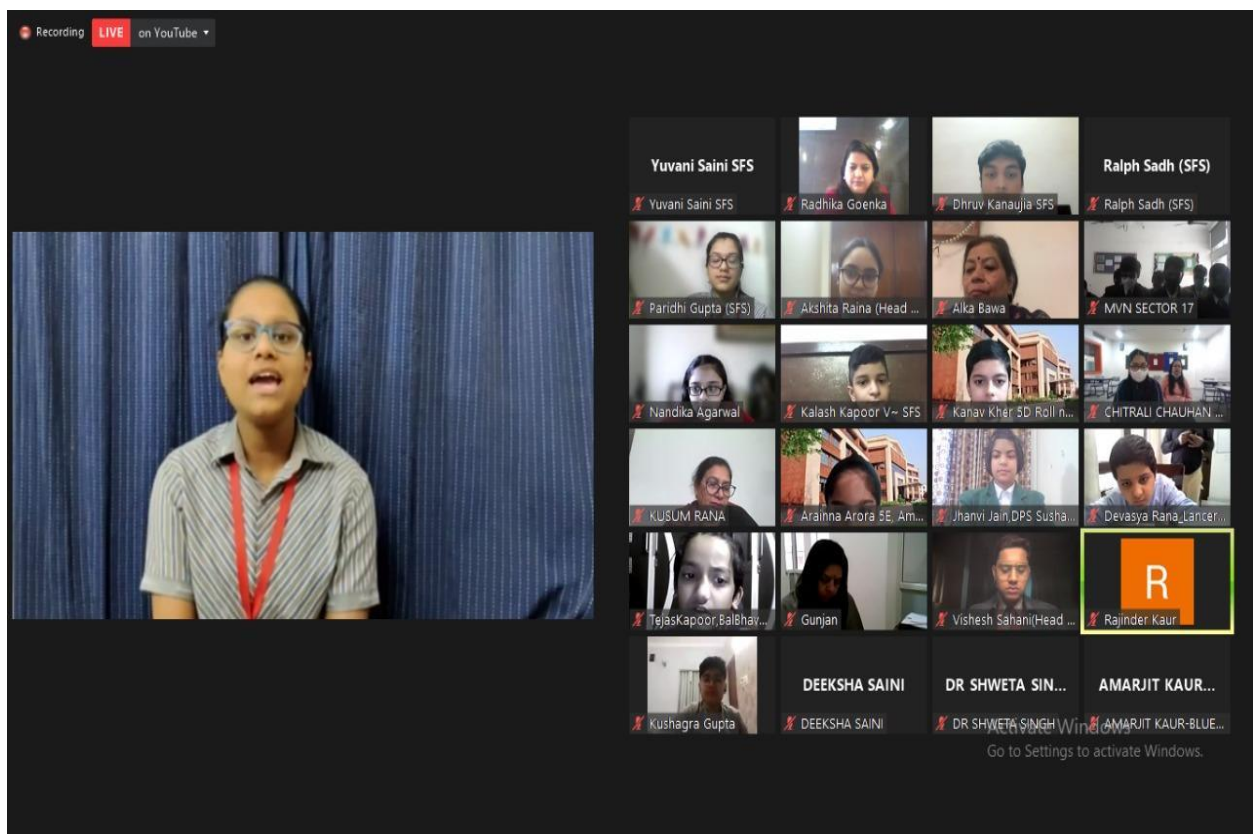 Recording LIVE on YouTube
Yuvani Saini SFS
Ralph Sadh (SFS)
Yuvani Saini SFS
Radhika Goenka
Dhruv Kanaujia SFS
Ralph Sadh (SFS)
Paridhi Gupta (SFS)
Akshita Raina (Head ...
Alka Bawa
MVN SECTOR 17
Nandika Agarwal
Kalash Kapoor V~ SFS
Kanav Kher 5D Roll n...
CHITRALI CHAUHAN ...
KUSUM RANA
Arainna Arora 5E, Am...
Jhanvi Jain,DPS Susha...
Devasya Rana_Lancer...
R
TejasKapoor,BalBhav...
Gunjan
Vishesh Sahani(Head ...
Rajinder Kaur
DEEKSHA SAINI
DR SHWETA SIN...
AMARJIT KAUR...
Kushagra Gupta
DEEKSHA SAINI
DR SHWETA SINGH
AMARJIT KAUR-BLUE...
Activate Windows
Go to Settings to activate Windows.